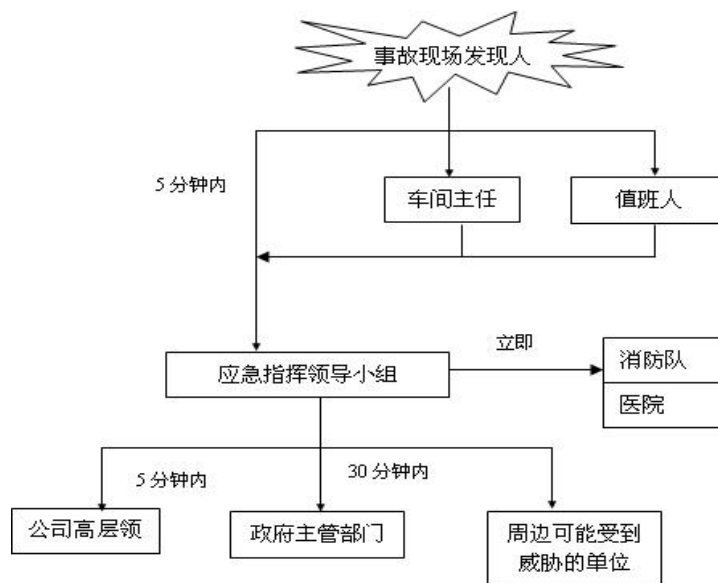 事故现场发现人
5分钟内
车间主任
值班人
应急指挥领导小组
立即
消防队
医院
5分钟内
30分钟内
公司高层领
政府主管部门
周边可能受到
威胁的单位